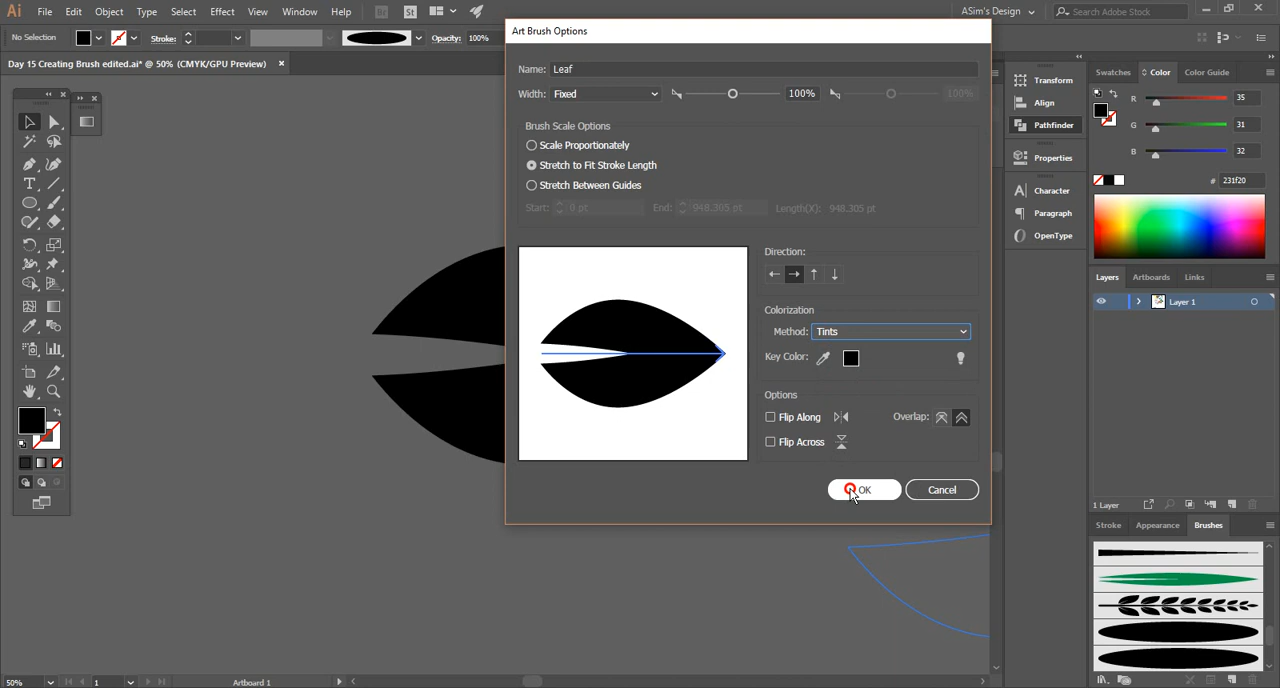 Ai File Edit Object Type Select Effect View Window Help Br St ASim's Design Search Adobe Stock
No Selection Stroke: Opacity: 100%
Day 15 Creating Brush edited.ai* @ 50% (CMYK/GPU Preview)
Art Brush Options
Name: Leaf
Width: Fixed 100% 100%
Brush Scale Options
Scale Proportionately
Stretch to Fit Stroke Length
Stretch Between Guides
Start: 0 pt End: 948.305 pt Length(X): 948.305 pt
Direction:
Colorization
Method: Tints
Key Color:
Options
Flip Along Overlap:
Flip Across
OK Cancel
Transform
Align
Pathfinder
Properties
Character
Paragraph
OpenType
Swatches Color Color Guide
R 35
G 31
B 32
# 231f20
Layers Artboards Links
Layer 1
1 Layer
Stroke Appearance Brushes
50% 1 Artboard 1